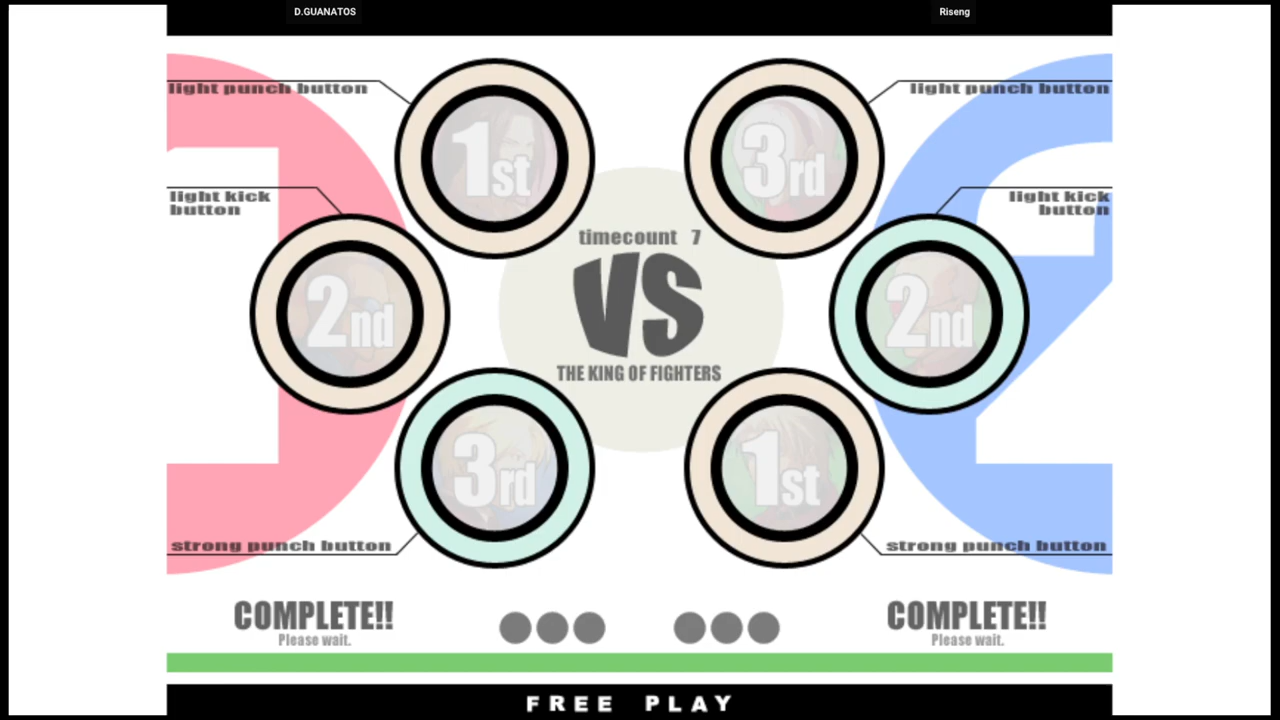 D.GUANATOS
Riseng
light punch button
1st
3rd
light punch button
light kick
button
light kick
button
timecount 7
VS
THE KING OF FIGHTERS
2nd
2nd
3rd
1st
strong punch button
strong punch button
COMPLETE!!
Please wait.
COMPLETE!!
Please wait.
FREE PLAY